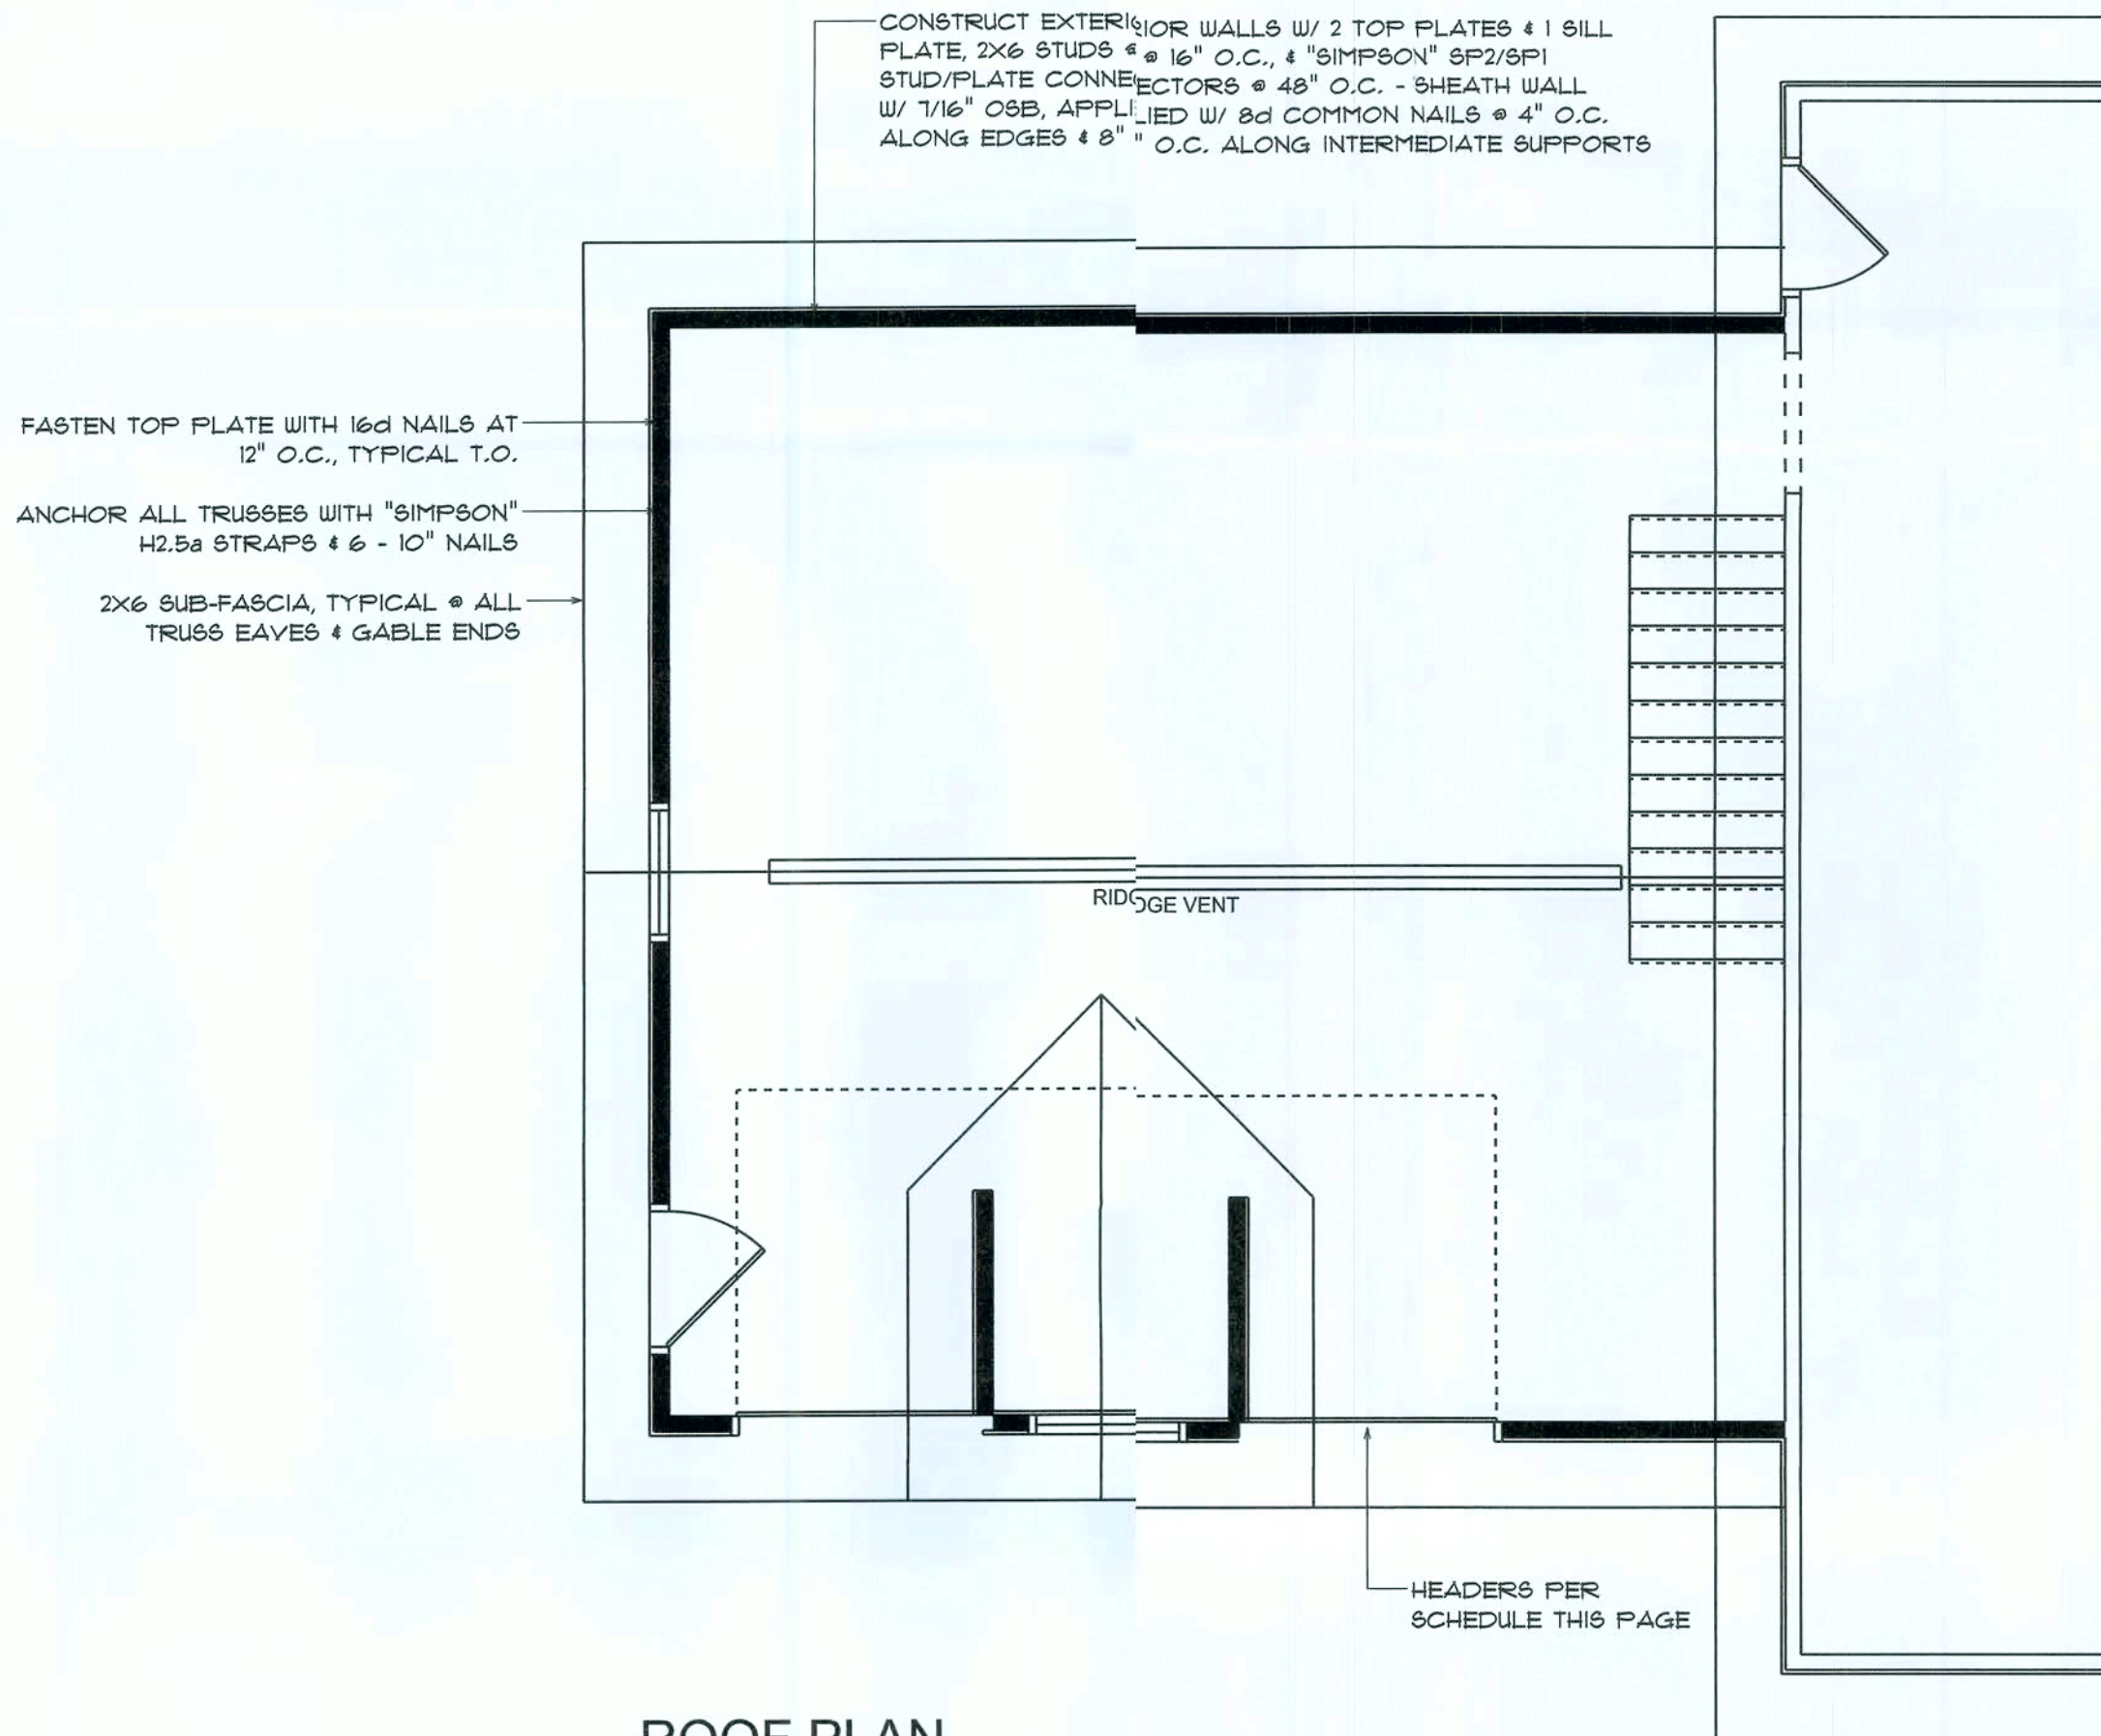 CONSTRUCT EXTERIOR WALLS W/ 2 TOP PLATES & 1 SILL
PLATE, 2X6 STUDS @ 16" O.C., & "SIMPSON" SP2/SP1
STUD/PLATE CONNECTORS @ 48" O.C. - SHEATH WALL
W/ 7/16" OSB, APPLIED W/ 8d COMMON NAILS @ 4" O.C.
ALONG EDGES & 8" O.C. ALONG INTERMEDIATE SUPPORTS
FASTEN TOP PLATE WITH 16d NAILS AT
12" O.C., TYPICAL T.O.
ANCHOR ALL TRUSSES WITH "SIMPSON"
H2.5a STRAPS & 6 - 10" NAILS
2X6 SUB-FASCIA, TYPICAL @ ALL
TRUSS EAVES & GABLE ENDS
RIDGE VENT
HEADERS PER
SCHEDULE THIS PAGE
ROOF PLAN